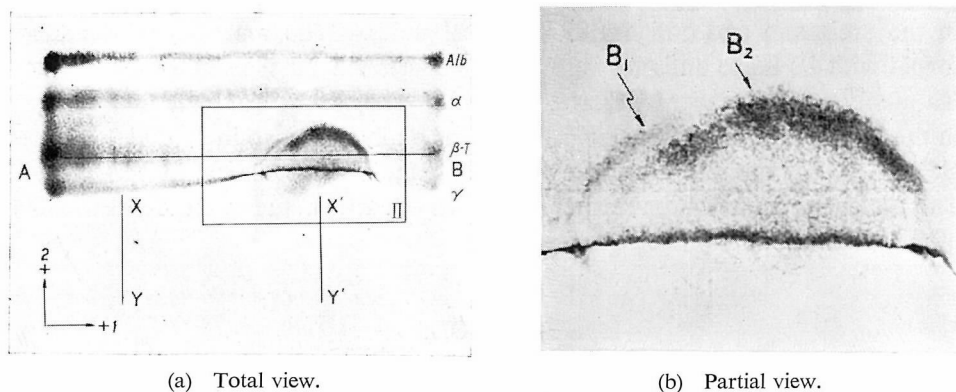 Alb
α
β-T
A
B
γ
X
X′
II
2
+
Y
Y′
+1
(a) Total view.
B₁
B₂
(b) Partial view.